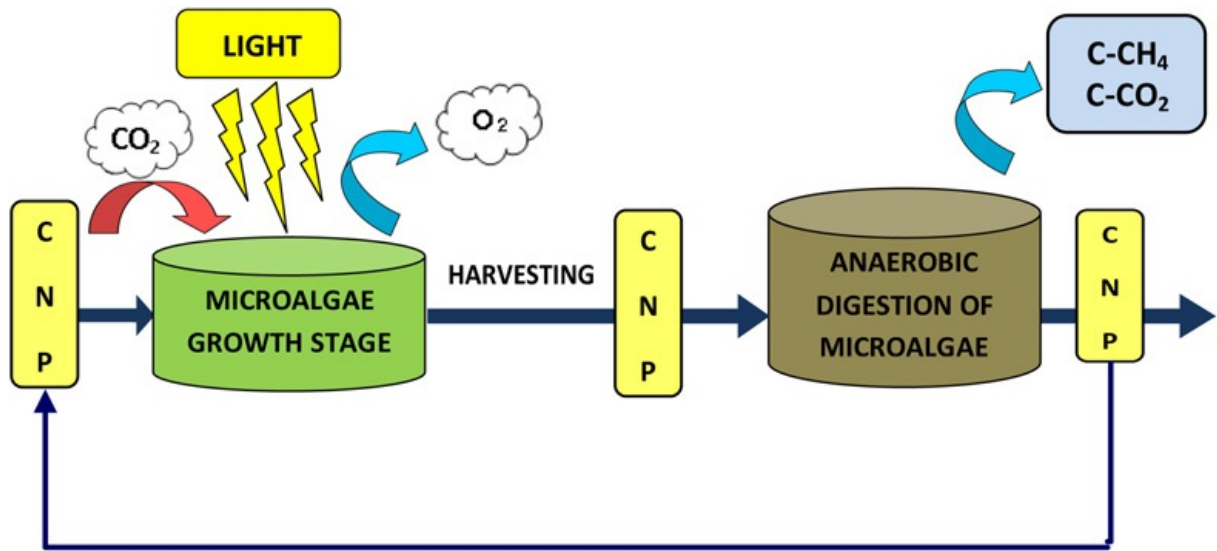 LIGHT
CO₂
O₂
C-CH₄
C-CO₂
C
N
P
MICROALGAE
GROWTH STAGE
HARVESTING
C
N
P
ANAEROBIC
DIGESTION OF
MICROALGAE
C
N
P